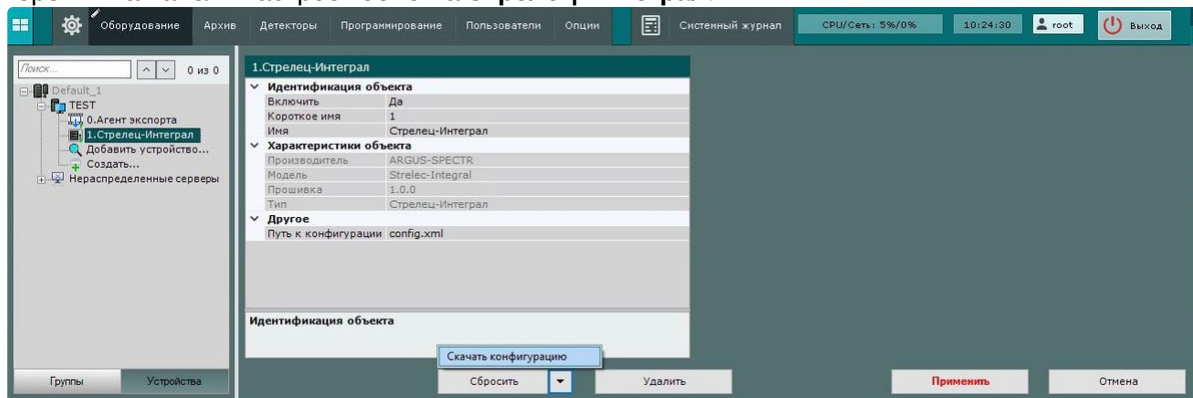 Оборудование Архив Детекторы Программирование Пользователи Опции Системный журнал CPU/Сеть: 5%/0% 10:24:30 root Выход
Поиск... 0 из 0
Default_1
TEST
0.Агент экспорта
1.Стрелец-Интеграл
Добавить устройство...
Создать...
Нераспределенные серверы
Группы Устройства
1.Стрелец-Интеграл
Идентификация объекта
Включить Да
Короткое имя 1
Имя Стрелец-Интеграл
Характеристики объекта
Производитель ARGUS-SPECTR
Модель Strelec-Integral
Прошивка 1.0.0
Тип Стрелец-Интеграл
Другое
Путь к конфигурации config.xml
Идентификация объекта
Скачать конфигурацию
Сбросить Удалить Применить Отмена